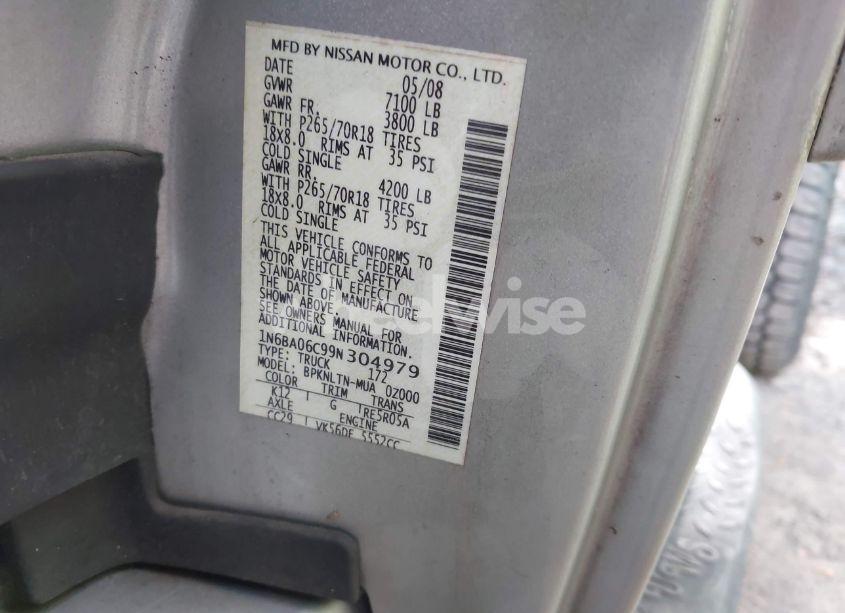 MFD BY NISSAN MOTOR CO., LTD.
DATE 05/08
GVWR 7100 LB
GAWR FR. 3800 LB
WITH P265/70R18 TIRES
18X8.0 RIMS AT 35 PSI
COLD SINGLE
GAWR RR. 4200 LB
WITH P265/70R18 TIRES
18X8.0 RIMS AT 35 PSI
COLD SINGLE
THIS VEHICLE CONFORMS TO
ALL APPLICABLE FEDERAL
MOTOR VEHICLE SAFETY
STANDARDS IN EFFECT ON
THE DATE OF MANUFACTURE
SHOWN ABOVE.
SEE OWNERS MANUAL FOR
ADDITIONAL INFORMATION.
1N6BA06C99N304979
TYPE: TRUCK 172
MODEL: BPKNLTN-MUA 0Z000
COLOR TRIM TRANS
K12 G TRE5R05A
AXLE ENGINE
CC29 VK56DE 5552CC
elwise